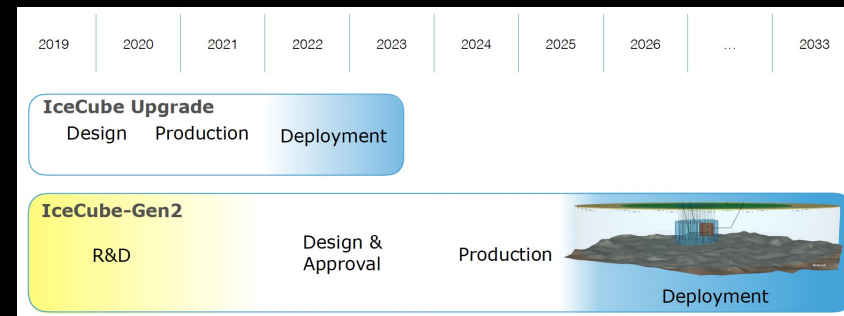 2019 2020 2021 2022 2023 2024 2025 2026 ... 2033
IceCube Upgrade
Design Production Deployment
IceCube-Gen2
R&D
Design &
Approval
Production
Deployment